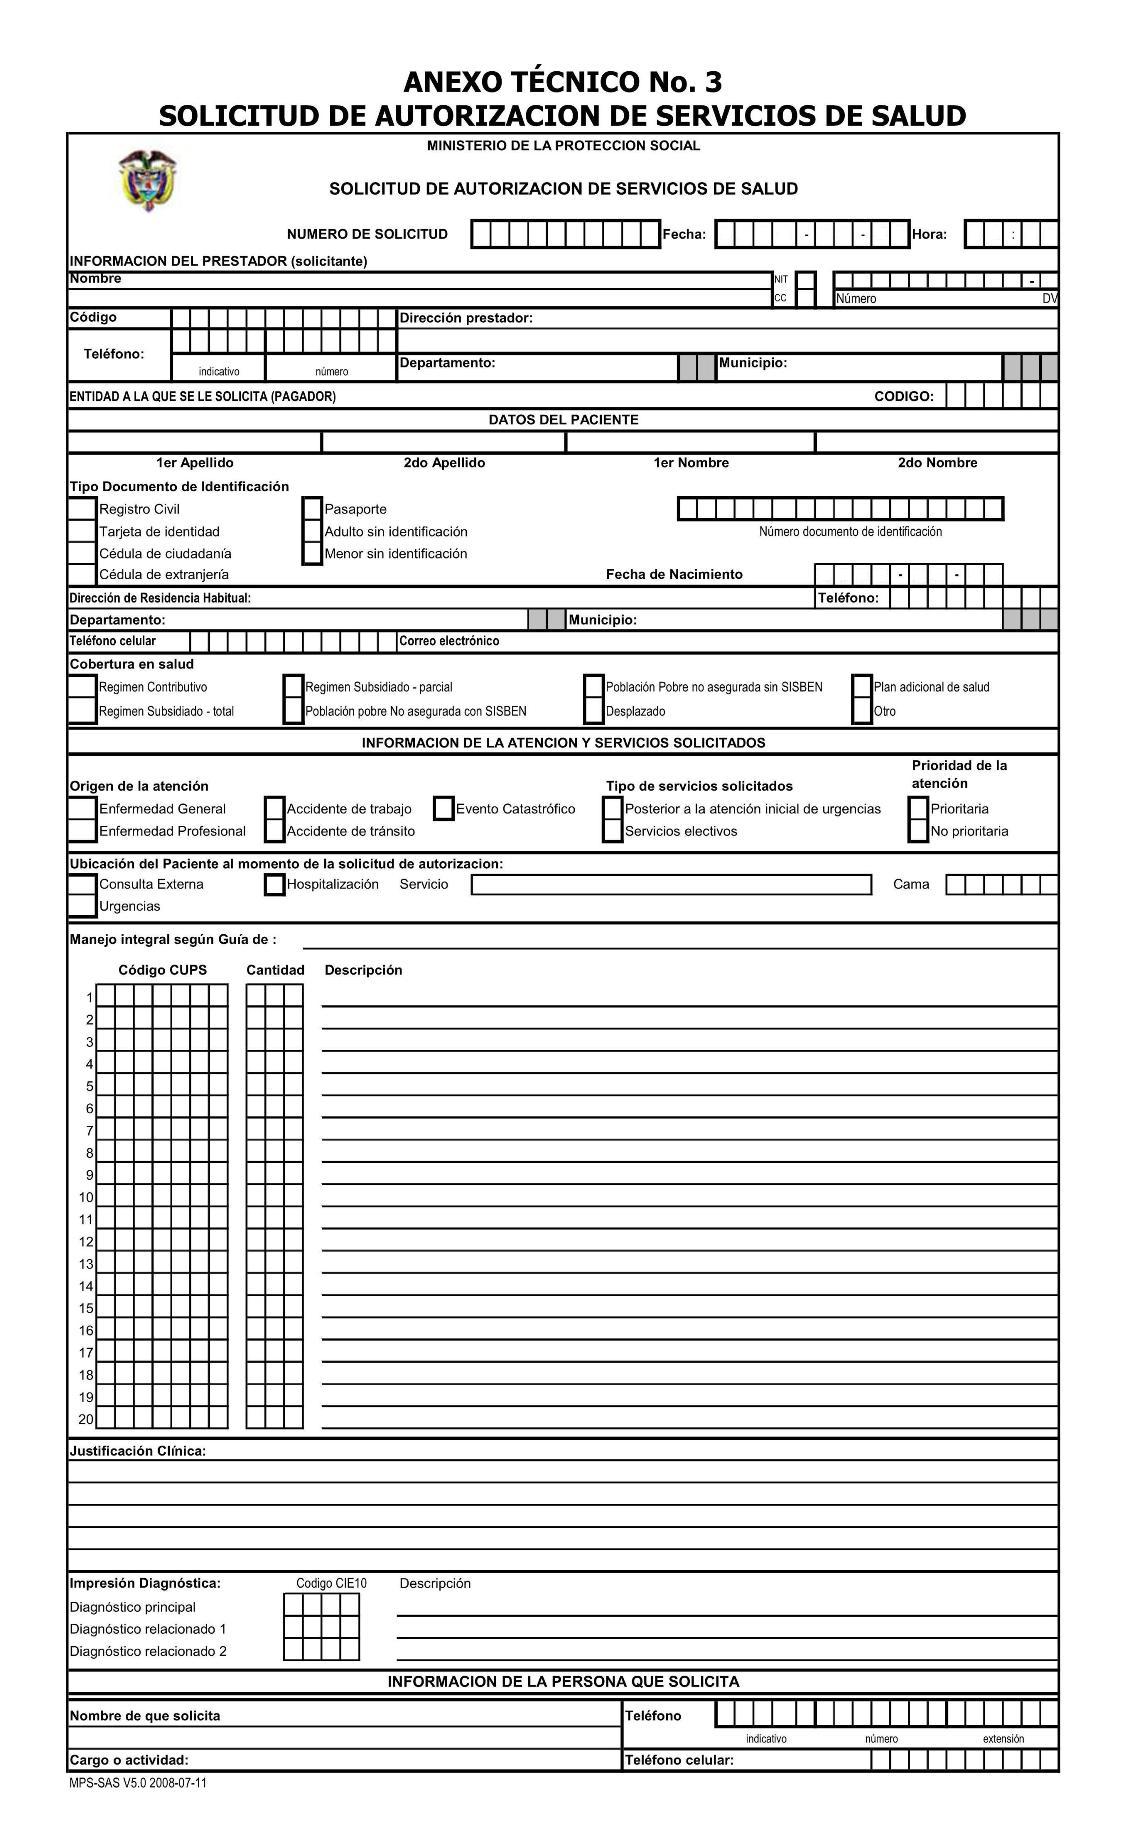 ANEXO TÉCNICO No. 3
SOLICITUD DE AUTORIZACION DE SERVICIOS DE SALUD
MINISTERIO DE LA PROTECCION SOCIAL
SOLICITUD DE AUTORIZACION DE SERVICIOS DE SALUD
NUMERO DE SOLICITUD Fecha: - - Hora: :
INFORMACION DEL PRESTADOR (solicitante)
Nombre NIT -
CC Número DV
Código Dirección prestador:
Teléfono:
indicativo número Departamento: Municipio:
ENTIDAD A LA QUE SE LE SOLICITA (PAGADOR) CODIGO:
DATOS DEL PACIENTE
1er Apellido 2do Apellido 1er Nombre 2do Nombre
Tipo Documento de Identificación
Registro Civil Pasaporte
Tarjeta de identidad Adulto sin identificación Número documento de identificación
Cédula de ciudadanía Menor sin identificación
Cédula de extranjería Fecha de Nacimiento - -
Dirección de Residencia Habitual: Teléfono:
Departamento: Municipio:
Teléfono celular Correo electrónico
Cobertura en salud
Regimen Contributivo Regimen Subsidiado - parcial Población Pobre no asegurada sin SISBEN Plan adicional de salud
Regimen Subsidiado - total Población pobre No asegurada con SISBEN Desplazado Otro
INFORMACION DE LA ATENCION Y SERVICIOS SOLICITADOS
Origen de la atención Tipo de servicios solicitados Prioridad de la
atención
Enfermedad General Accidente de trabajo Evento Catastrófico Posterior a la atención inicial de urgencias Prioritaria
Enfermedad Profesional Accidente de tránsito Servicios electivos No prioritaria
Ubicación del Paciente al momento de la solicitud de autorizacion:
Consulta Externa Hospitalización Servicio Cama
Urgencias
Manejo integral según Guía de :
Código CUPS Cantidad Descripción
1
2
3
4
5
6
7
8
9
10
11
12
13
14
15
16
17
18
19
20
Justificación Clínica:
Impresión Diagnóstica: Codigo CIE10 Descripción
Diagnóstico principal
Diagnóstico relacionado 1
Diagnóstico relacionado 2
INFORMACION DE LA PERSONA QUE SOLICITA
Nombre de que solicita Teléfono
indicativo número extensión
Cargo o actividad: Teléfono celular:
MPS-SAS V5.0 2008-07-11